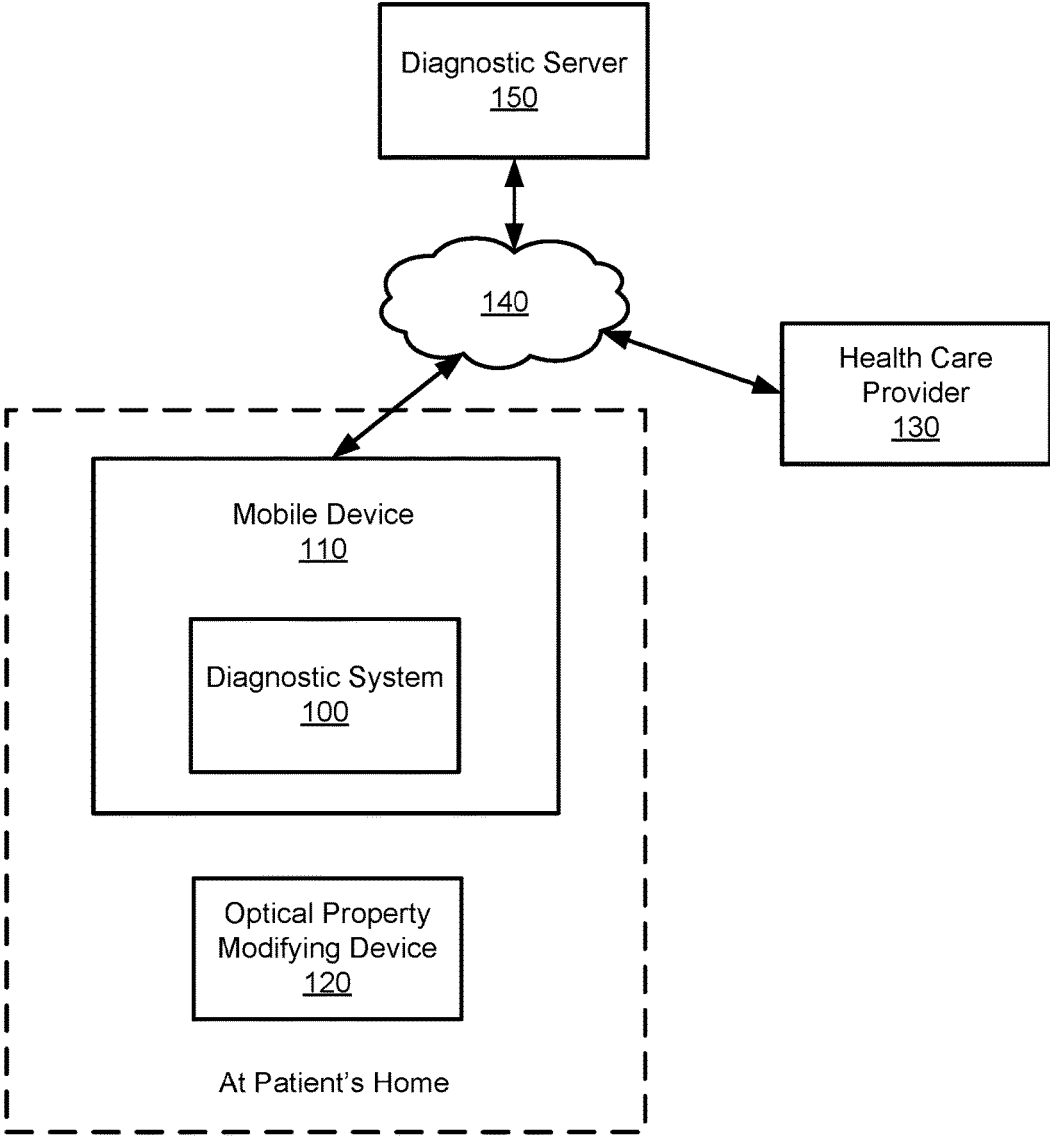 Diagnostic Server
150
140
Health Care
Provider
130
Mobile Device
110
Diagnostic System
100
Optical Property
Modifying Device
120
At Patient's Home